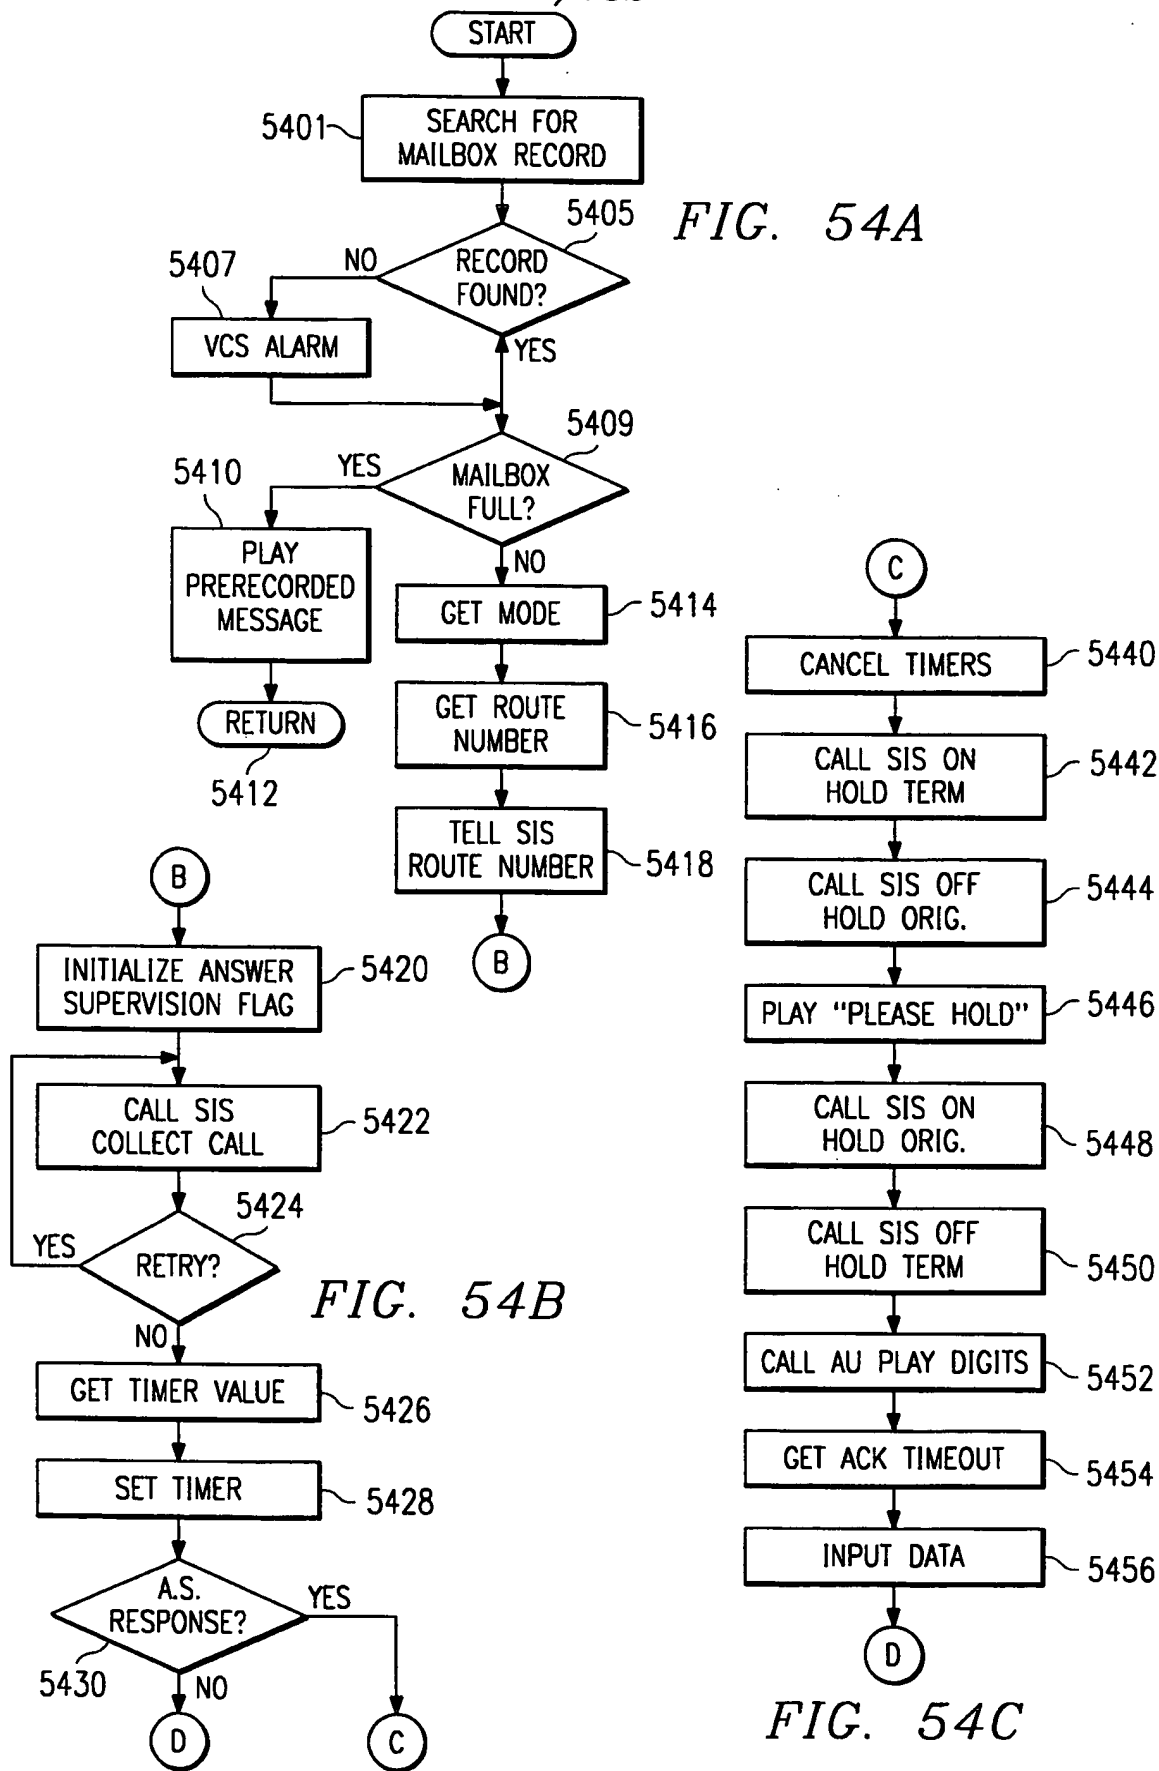 START
5401
SEARCH FOR
MAILBOX RECORD
FIG. 54A
5405
RECORD
FOUND?
NO
YES
5407
VCS ALARM
5409
MAILBOX
FULL?
YES
NO
5410
PLAY
PRERECORDED
MESSAGE
RETURN
5412
GET MODE
5414
GET ROUTE
NUMBER
5416
TELL SIS
ROUTE NUMBER
5418
B
B
INITIALIZE ANSWER
SUPERVISION FLAG
5420
CALL SIS
COLLECT CALL
5422
5424
RETRY?
YES
NO
FIG. 54B
GET TIMER VALUE
5426
SET TIMER
5428
A.S.
RESPONSE?
YES
5430
NO
D
C
C
CANCEL TIMERS
5440
CALL SIS ON
HOLD TERM
5442
CALL SIS OFF
HOLD ORIG.
5444
PLAY "PLEASE HOLD"
5446
CALL SIS ON
HOLD ORIG.
5448
CALL SIS OFF
HOLD TERM
5450
CALL AU PLAY DIGITS
5452
GET ACK TIMEOUT
5454
INPUT DATA
5456
D
FIG. 54C